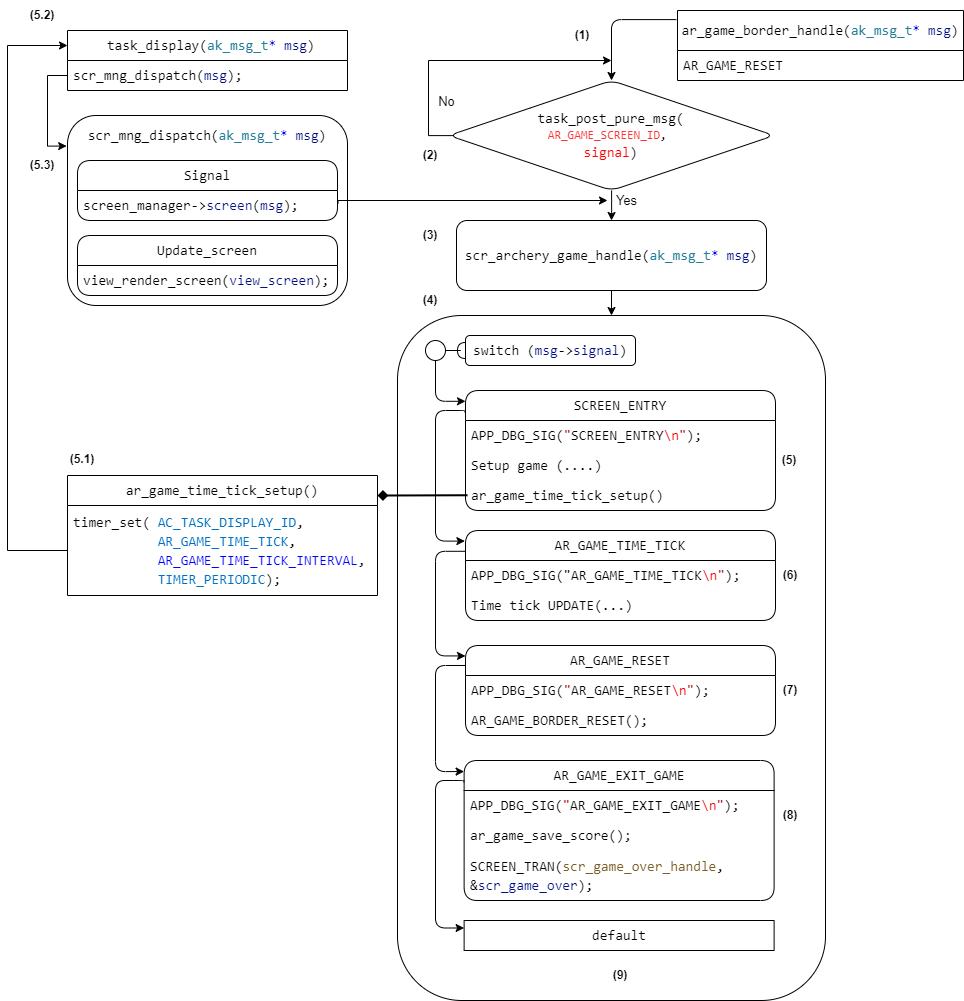 (5.2)
task_display(ak_msg_t* msg)
scr_mng_dispatch(msg);
(5.3)
scr_mng_dispatch(ak_msg_t* msg)
Signal
screen_manager->screen(msg);
Update_screen
view_render_screen(view_screen);
(1)
ar_game_border_handle(ak_msg_t* msg)
AR_GAME_RESET
No
(2)
task_post_pure_msg(
AR_GAME_SCREEN_ID,
signal)
Yes
(3)
scr_archery_game_handle(ak_msg_t* msg)
(4)
switch (msg->signal)
SCREEN_ENTRY
APP_DBG_SIG("SCREEN_ENTRY\n");
Setup game (....)
ar_game_time_tick_setup()
(5)
(5.1)
ar_game_time_tick_setup()
timer_set( AC_TASK_DISPLAY_ID,
AR_GAME_TIME_TICK,
AR_GAME_TIME_TICK_INTERVAL,
TIMER_PERIODIC);
AR_GAME_TIME_TICK
APP_DBG_SIG("AR_GAME_TIME_TICK\n");
Time tick UPDATE(...)
(6)
AR_GAME_RESET
APP_DBG_SIG("AR_GAME_RESET\n");
AR_GAME_BORDER_RESET();
(7)
AR_GAME_EXIT_GAME
APP_DBG_SIG("AR_GAME_EXIT_GAME\n");
ar_game_save_score();
SCREEN_TRAN(scr_game_over_handle,
&scr_game_over);
(8)
default
(9)